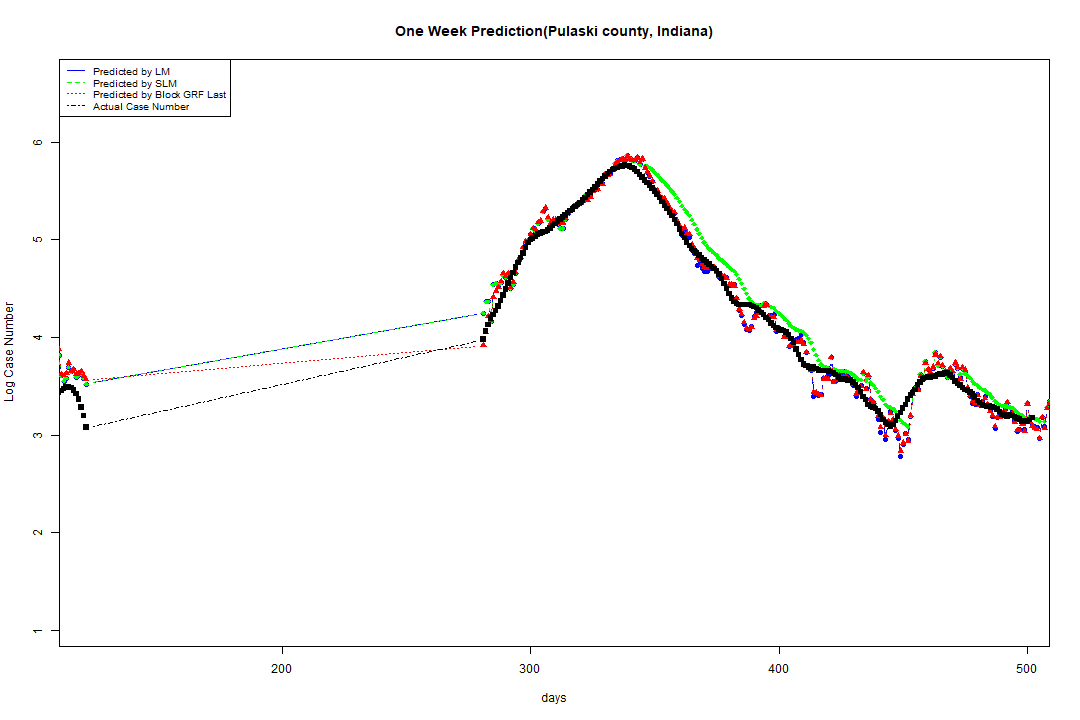 One Week Prediction(Pulaski county, Indiana)
Predicted by LM
Predicted by SLM
Predicted by Block GRF Last
Actual Case Number
6
5
4
3
2
1
Log Case Number
200 300 400 500
days